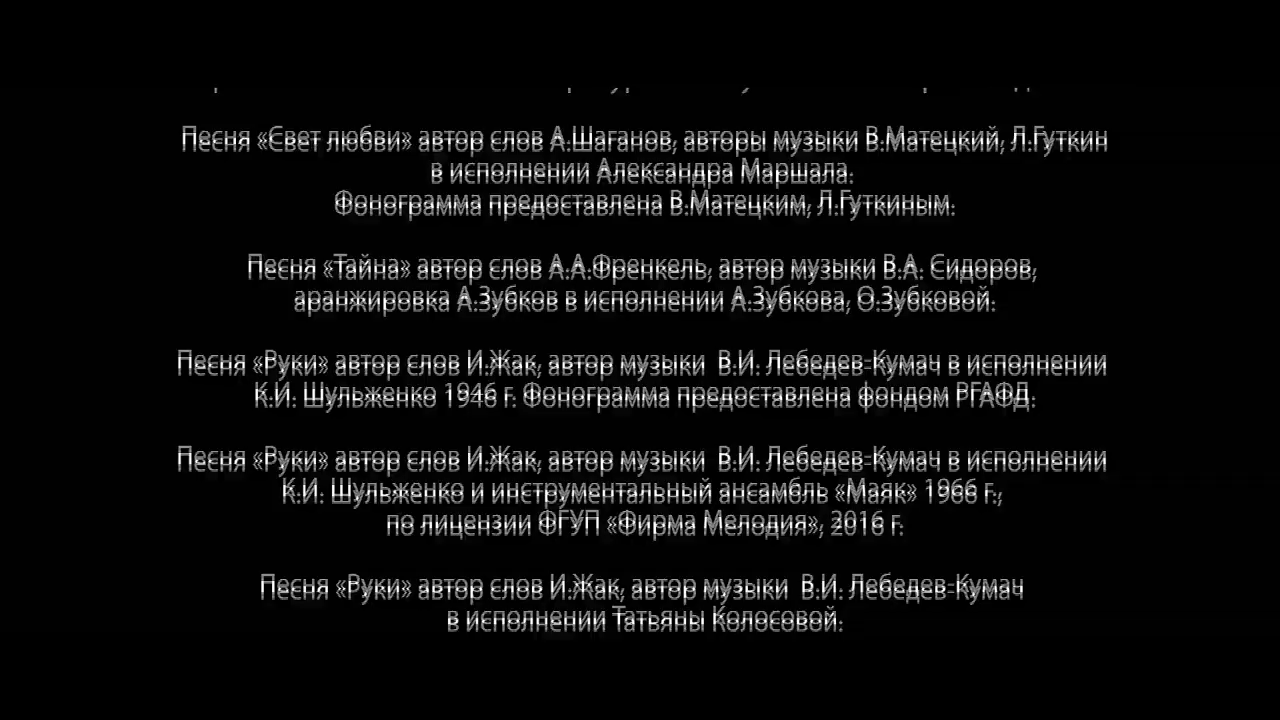 Песня «Свет любви» автор слов А.Шаганов, авторы музыки В.Матецкий, Л.Гуткин
в исполнении Александра Маршала.
Фонограмма предоставлена В.Матецким, Л.Гуткиным.
Песня «Тайна» автор слов А.А.Френкель, автор музыки В.А. Сидоров,
аранжировка А.Зубков в исполнении А.Зубкова, О.Зубковой.
Песня «Руки» автор слов И.Жак, автор музыки В.И. Лебедев-Кумач в исполнении
К.И. Шульженко 1946 г. Фонограмма предоставлена фондом РГАФД.
Песня «Руки» автор слов И.Жак, автор музыки В.И. Лебедев-Кумач в исполнении
К.И. Шульженко и инструментальный ансамбль «Маяк» 1966 г.,
по лицензии ФГУП «Фирма Мелодия», 2016 г.
Песня «Руки» автор слов И.Жак, автор музыки В.И. Лебедев-Кумач
в исполнении Татьяны Колосовой.